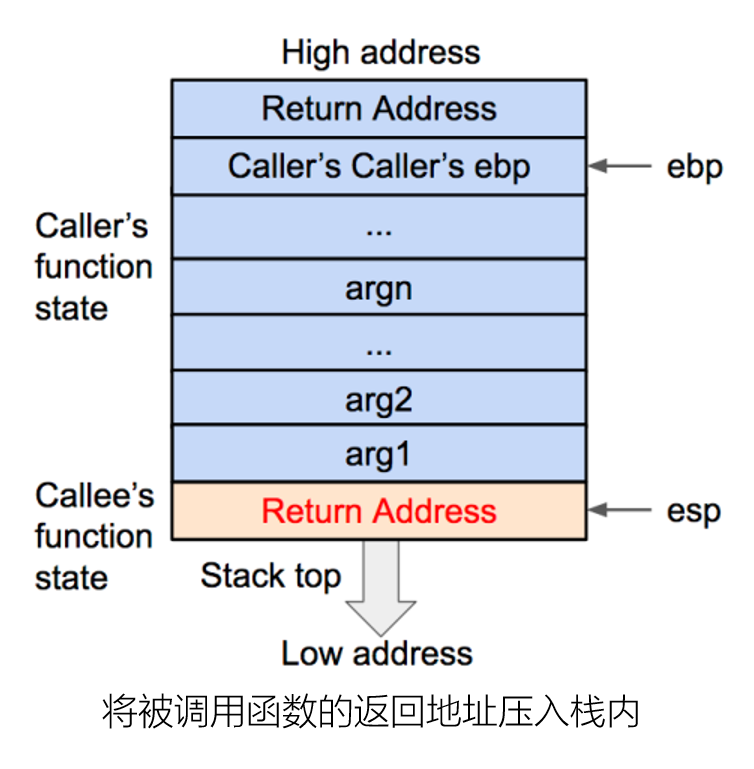 High address
Return Address
Caller's Caller's ebp
ebp
...
Caller's
function
state
argn
...
arg2
arg1
Callee's
function
state
Return Address
esp
Stack top
Low address
将被调用函数的返回地址压入栈内